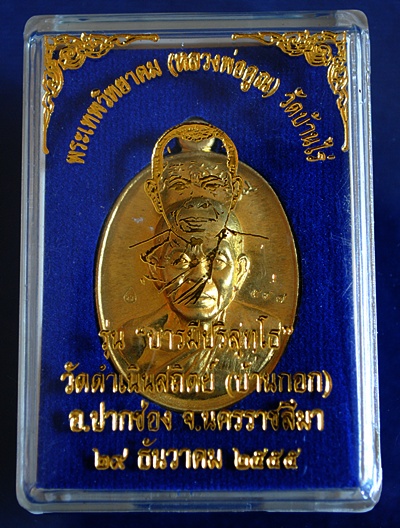 พระเทพวิทยาคม (หลวงพ่อคูณ) วัดบ้านไร่
รุ่น "บารมีปริสุทโธ"
วัดดำเนินสถิตย์ (บ้านกอก)
อ.ปากช่อง จ.นครราชสีมา
๒๙ ธันวาคม ๒๕๕๕